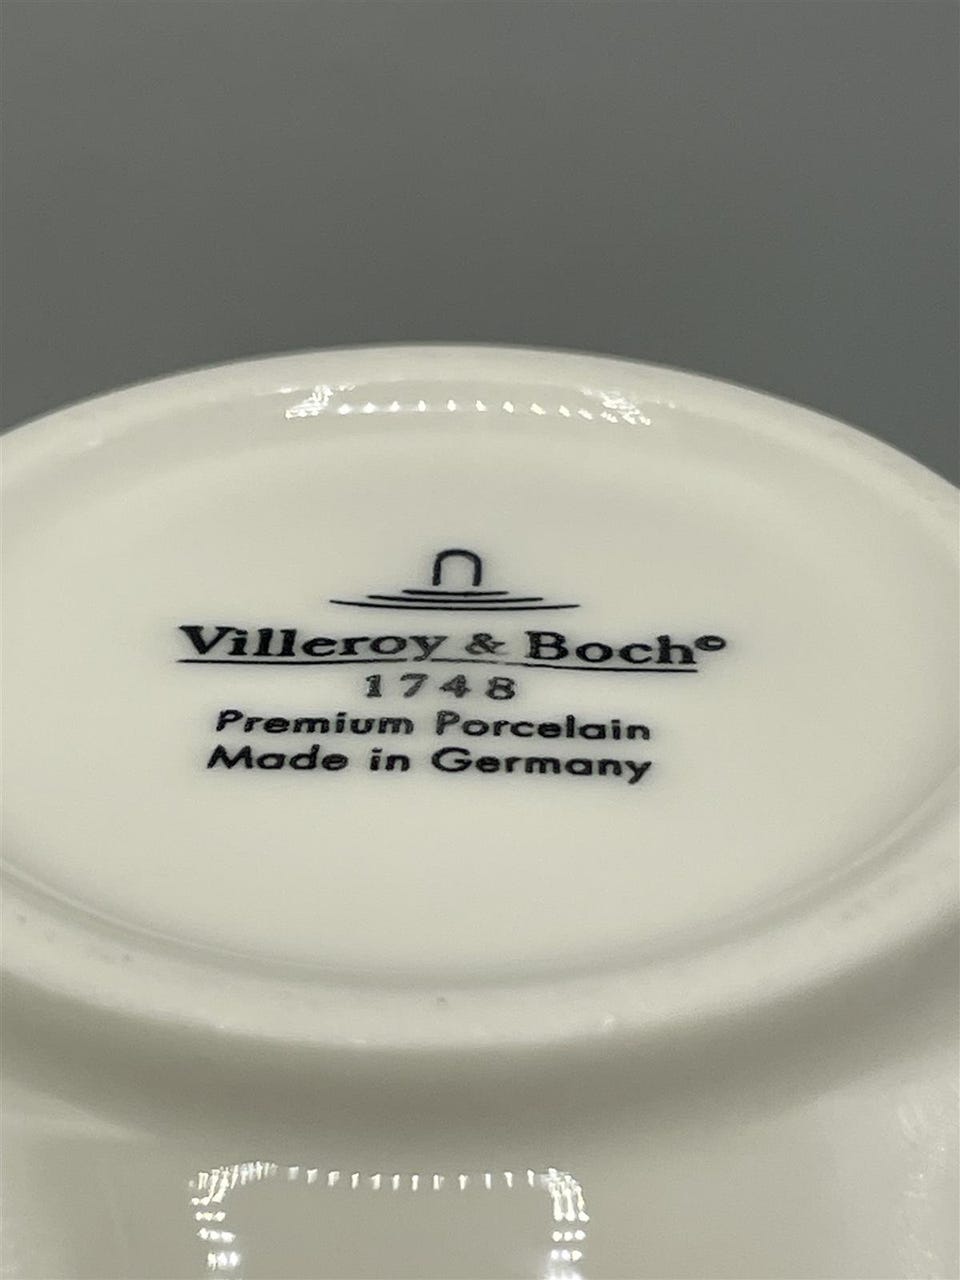 Villeroy & Boch©
1748
Premium Porcelain
Made in Germany